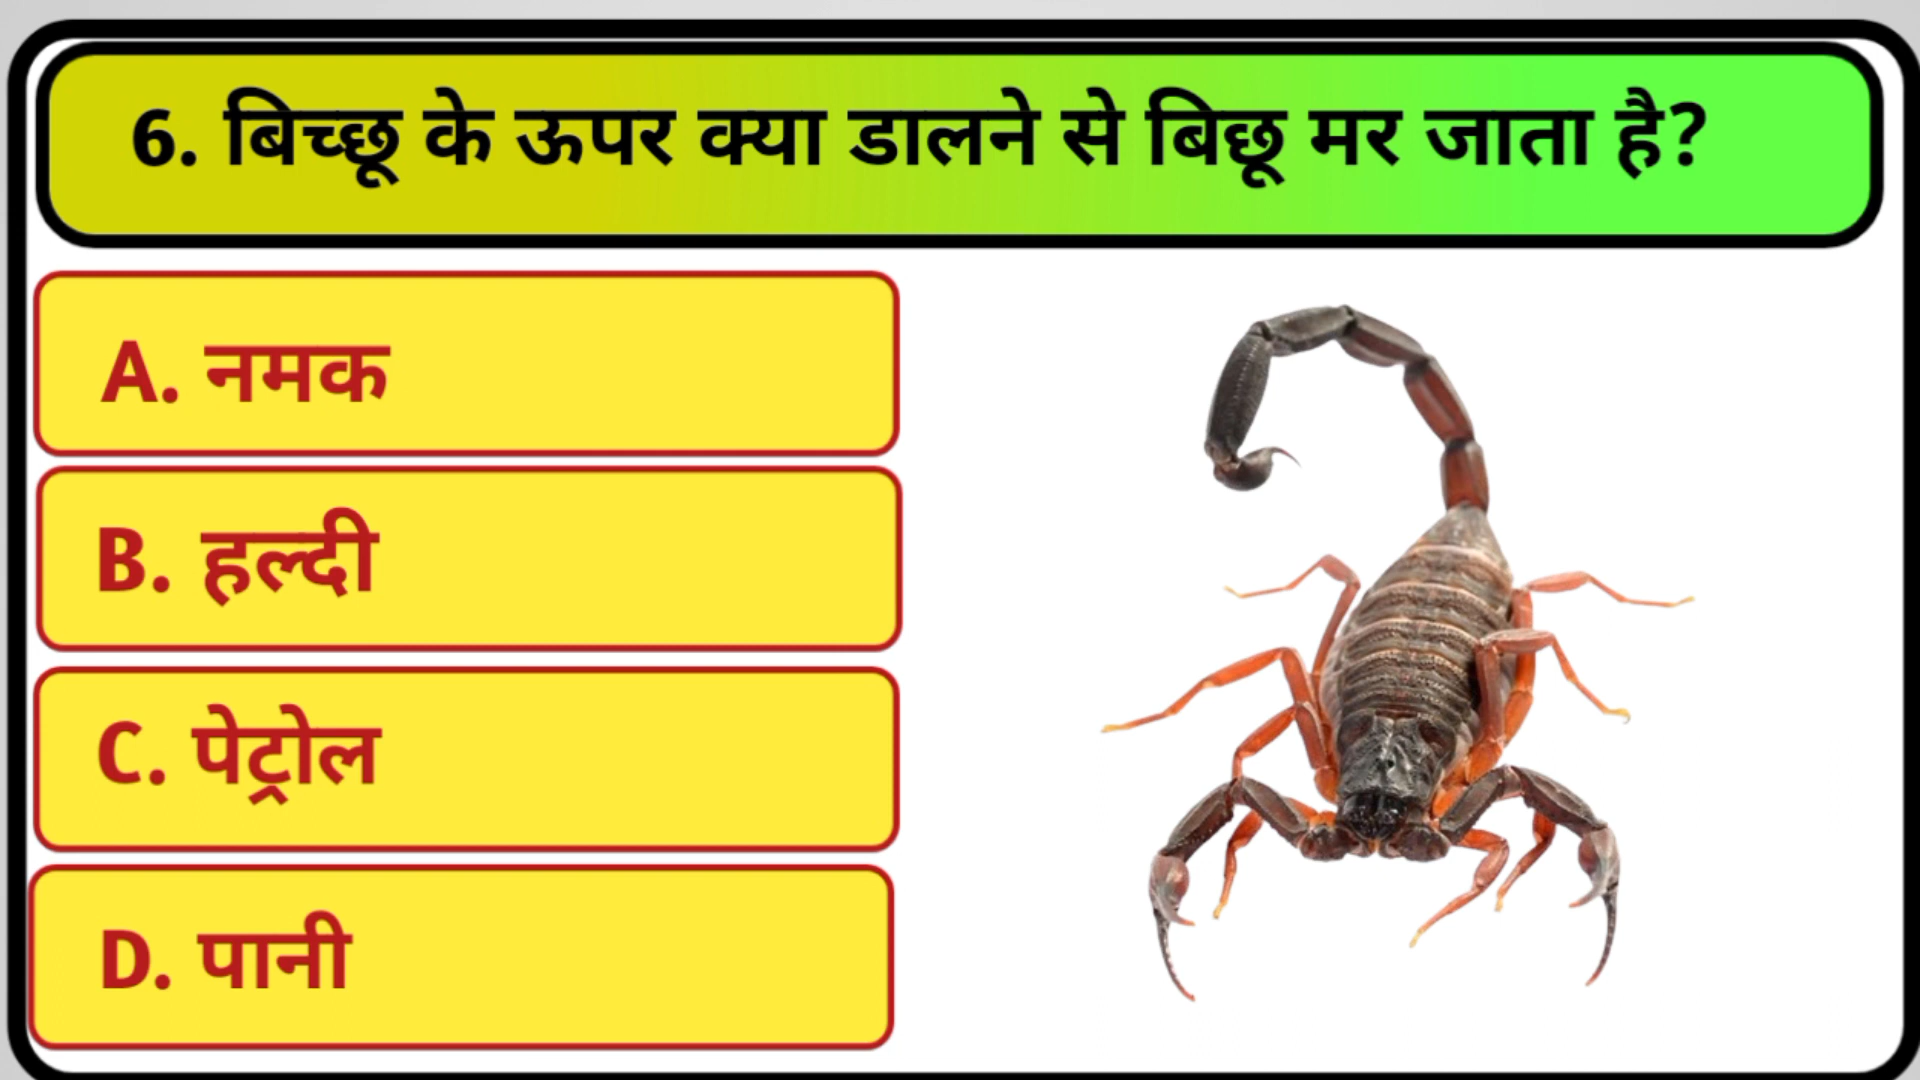 6. बिच्छू के ऊपर क्या डालने से बिछू मर जाता है?
A. नमक
B. हल्दी
C. पेट्रोल
D. पानी